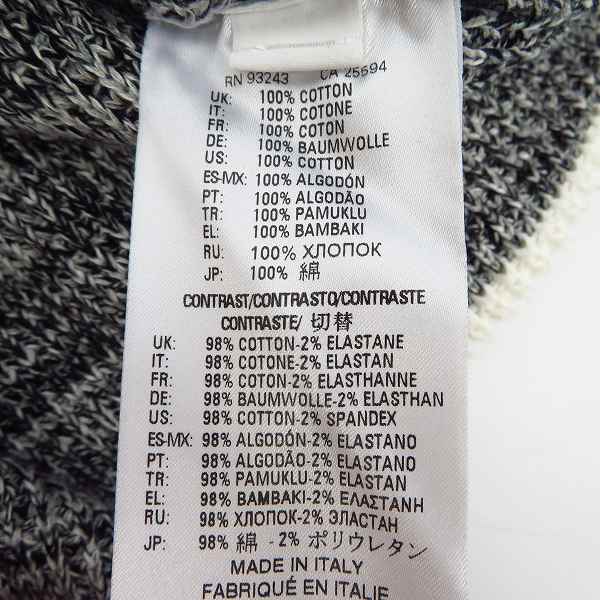 RN 93243 CA 25594
UK: 100% COTTON
IT: 100% COTONE
FR: 100% COTON
DE: 100% BAUMWOLLE
US: 100% COTTON
ES-MX: 100% ALGODÓN
PT: 100% ALGODÃO
TR: 100% PAMUKLU
EL: 100% BAMBAKI
RU: 100% ХЛОПОК
JP: 100% 綿
CONTRAST/CONTRASTO/CONTRASTE
CONTRASTE/ 切替
UK: 98% COTTON-2% ELASTANE
IT: 98% COTONE-2% ELASTAN
FR: 98% COTON-2% ELASTHANNE
DE: 98% BAUMWOLLE-2% ELASTHAN
US: 98% COTTON-2% SPANDEX
ES-MX: 98% ALGODÓN-2% ELASTANO
PT: 98% ALGODÃO-2% ELASTANO
TR: 98% PAMUKLU-2% ELASTAN
EL: 98% BAMBAKI-2% ΕΛΑΣΤΑΝΗ
RU: 98% ХЛОПОК-2% ЭЛАСТАН
JP: 98% 綿 -2% ポリウレタン
MADE IN ITALY
FABRIQUÉ EN ITALIE